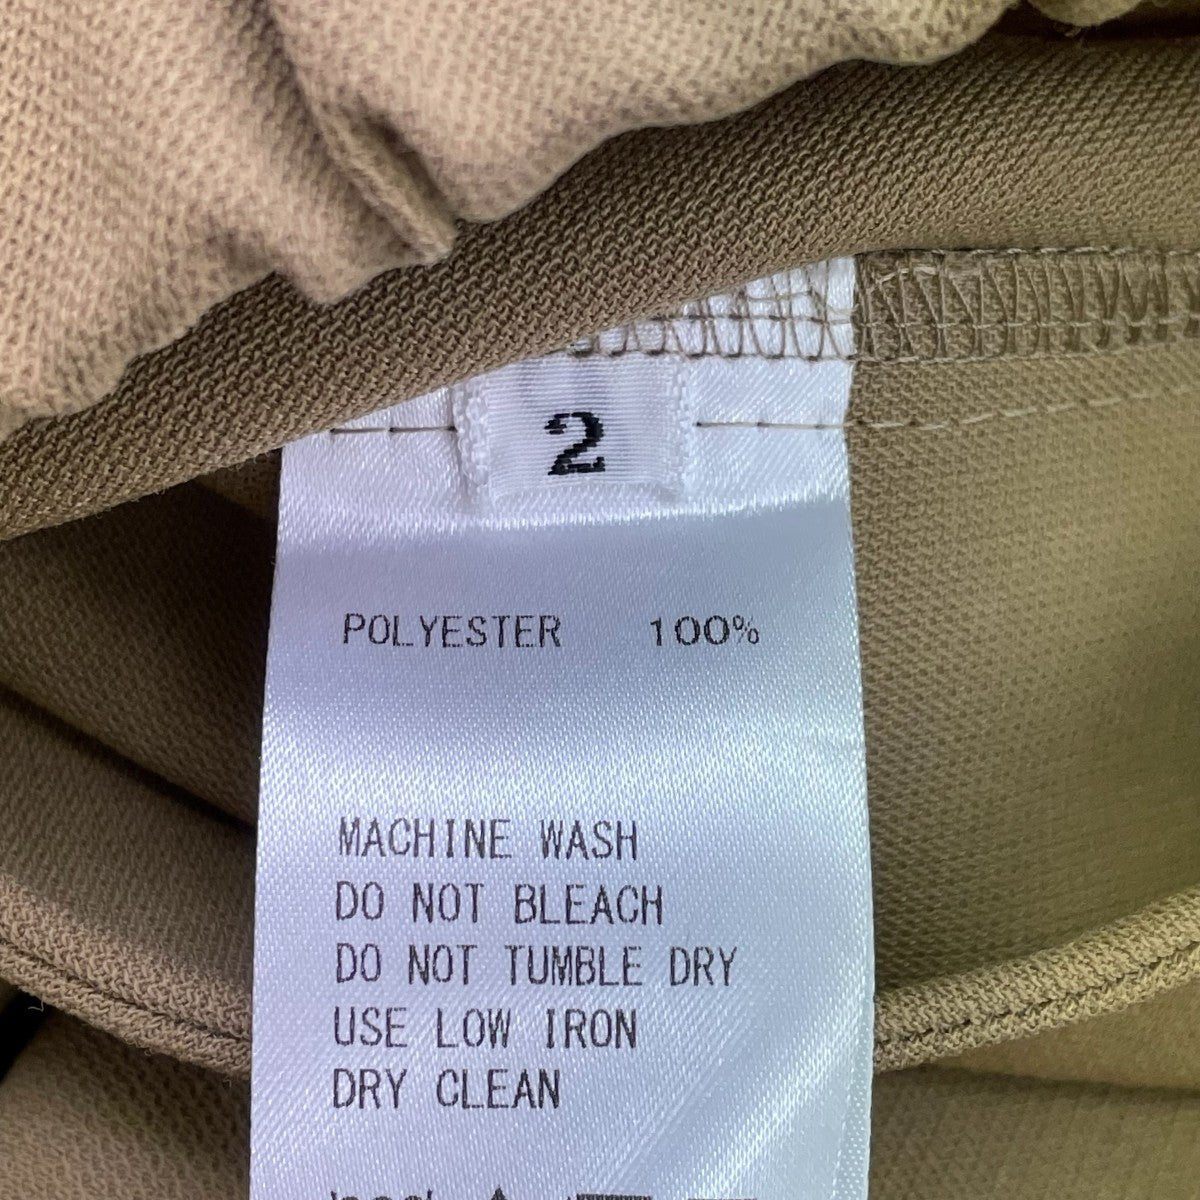 2
POLYESTER 100%
MACHINE WASH
DO NOT BLEACH
DO NOT TUMBLE DRY
USE LOW IRON
DRY CLEAN